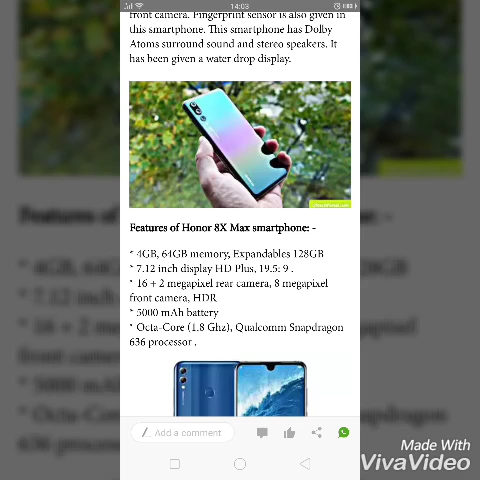 14:03
front camera. Fingerprint sensor is also given in
this smartphone. This smartphone has Dolby
Atoms surround sound and stereo speakers. It
has been given a water drop display.
Features of Honor 8X Max smartphone: -
* 4GB, 64GB memory, Expandables 128GB
* 7.12 inch display HD Plus, 19.5: 9 .
* 16 + 2 megapixel rear camera, 8 megapixel
front camera, HDR
* 5000 mAh battery
* Octa-Core (1.8 Ghz), Qualcomm Snapdragon
636 processor .
Add a comment
Made With
VivaVideo